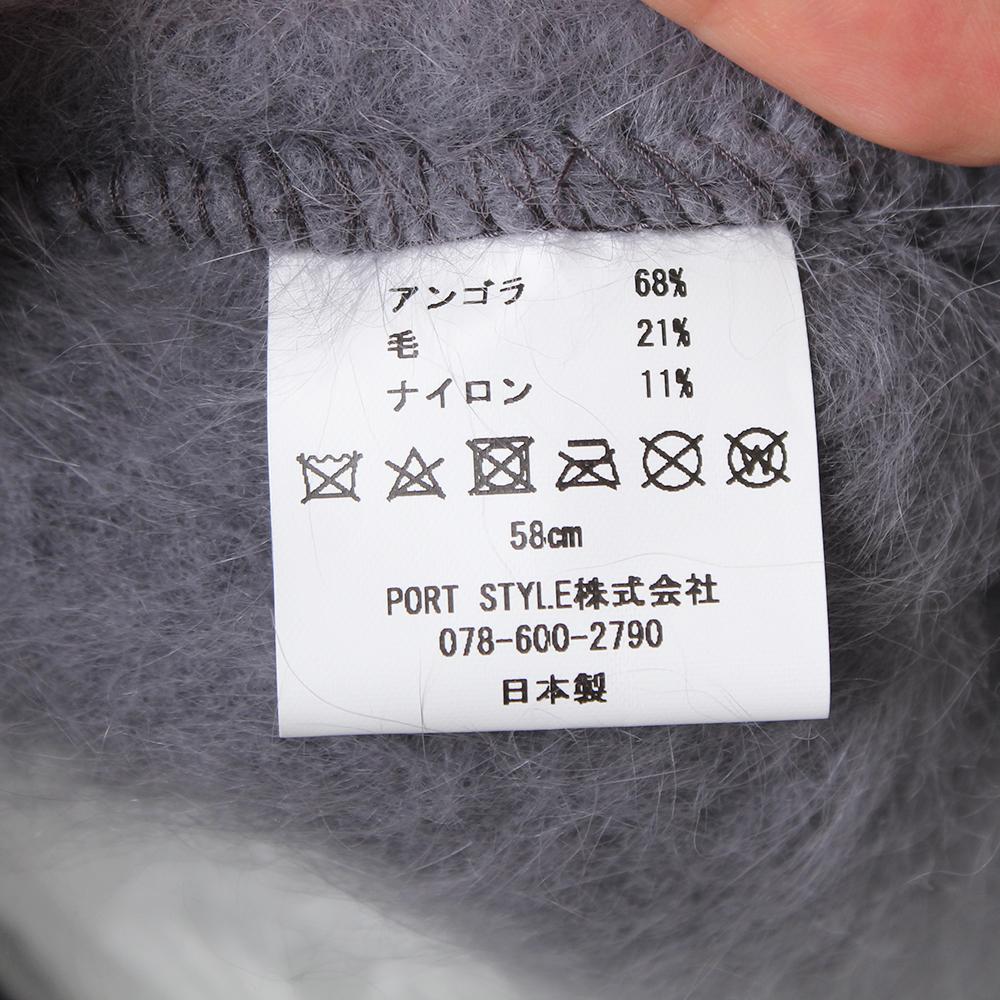 アンゴラ 68%
毛 21%
ナイロン 11%
W
58cm
PORT STYLE株式会社
078-600-2790
日本製